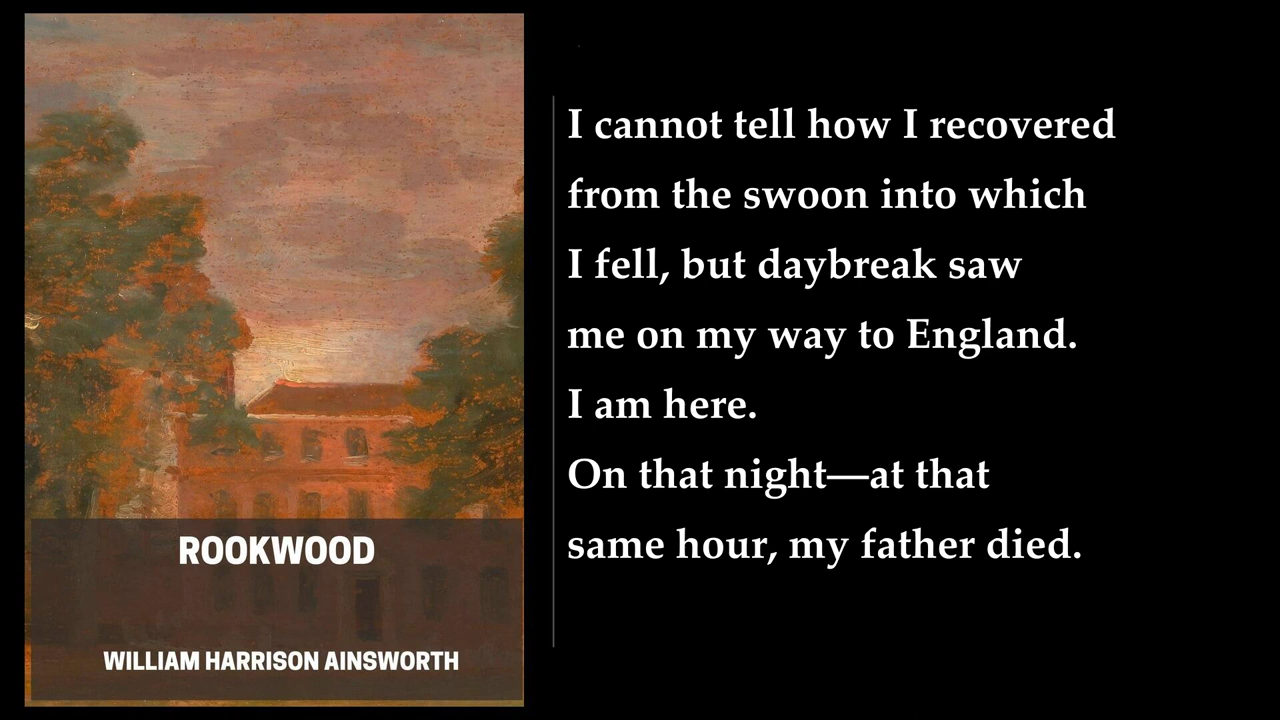 ROOKWOOD
WILLIAM HARRISON AINSWORTH
I cannot tell how I recovered
from the swoon into which
I fell, but daybreak saw
me on my way to England.
I am here.
On that night—at that
same hour, my father died.